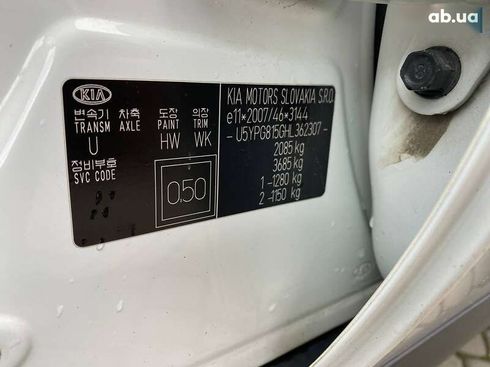 ab.ua
KIA
변속기 차축 도장 의장
TRANSM AXLE PAINT TRIM
U HW WK
정비부호
SVC CODE
0.50
KIA MOTORS SLOVAKIA S.R.O.
e11*2007/46*3144
- U5YPG815GHL362307 -
2085 kg
3685 kg
1 - 1280 kg
2 - 1150 kg